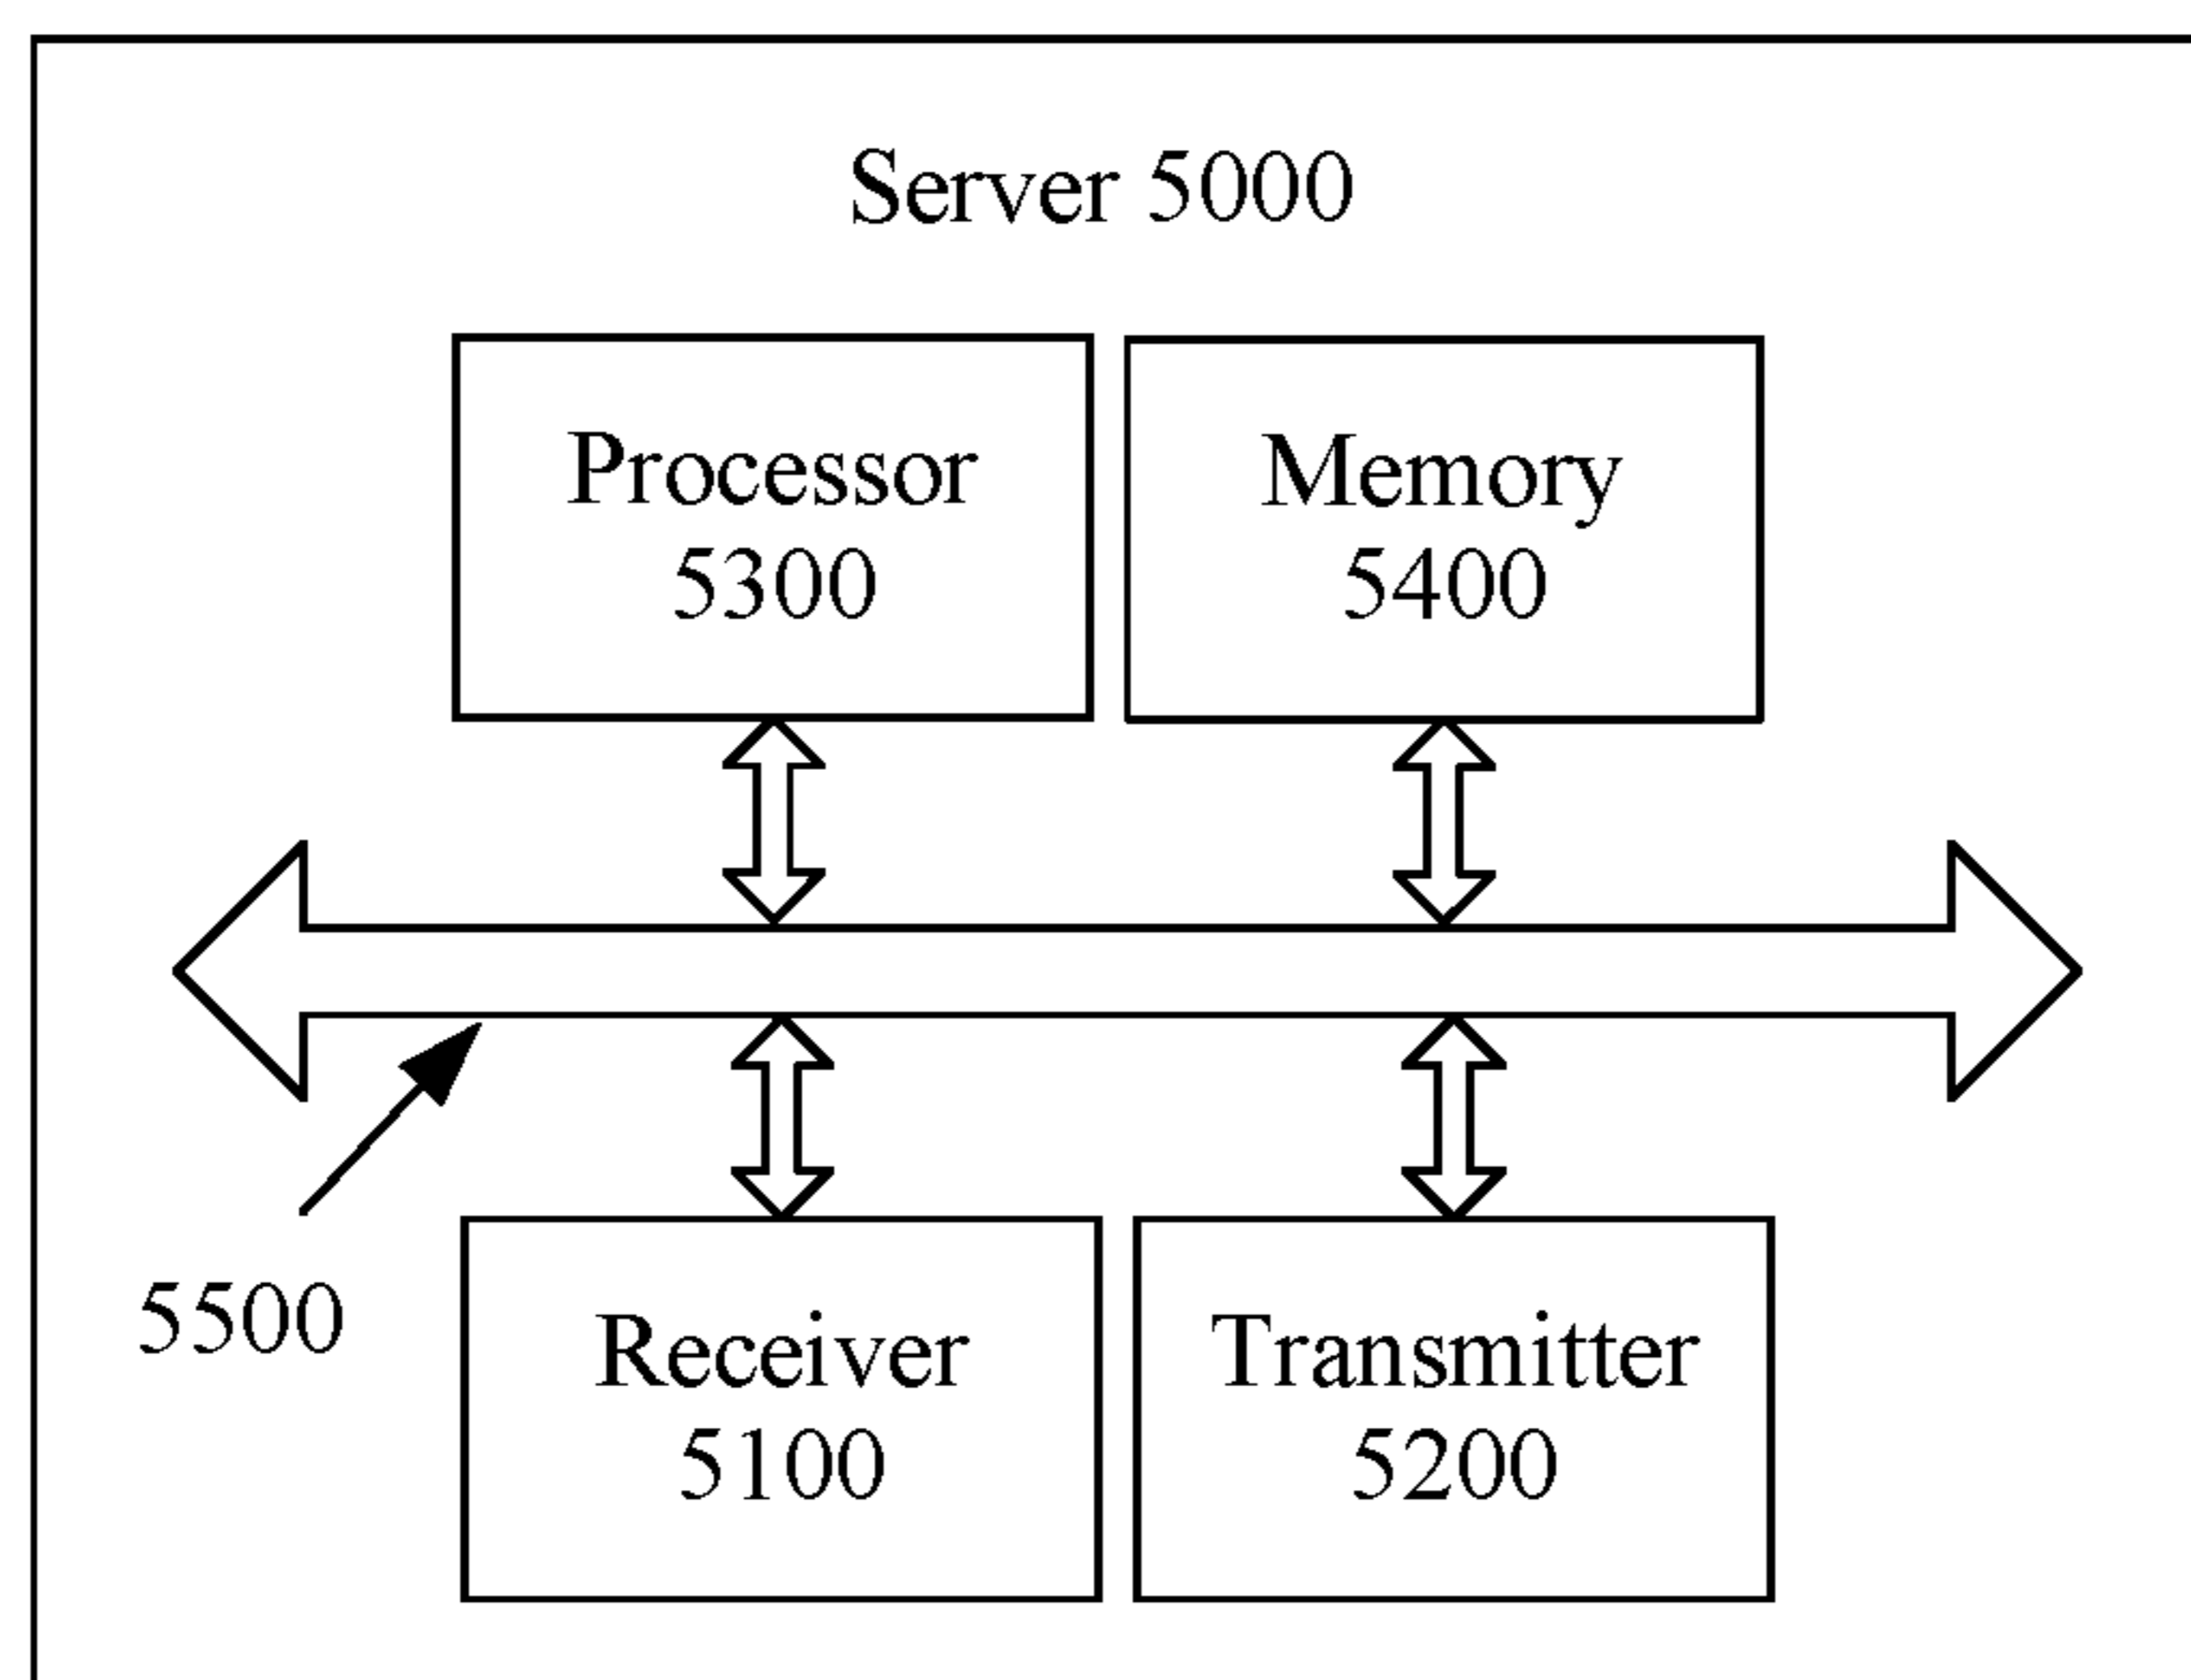 Server 5000
Processor
5300
Memory
5400
5500
Receiver
5100
Transmitter
5200